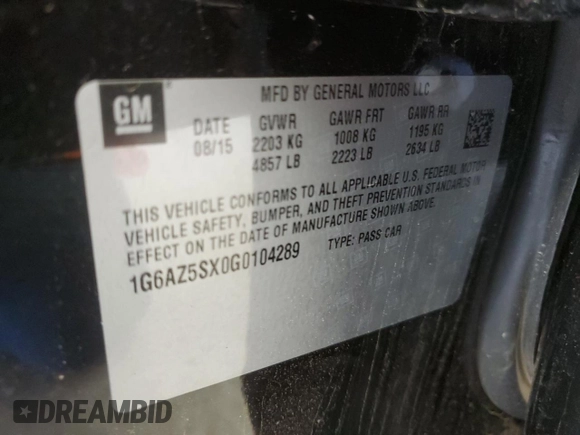 GM
MFD BY GENERAL MOTORS LLC
DATE GVWR GAWR FRT GAWR RR
08/15 2203 KG 1008 KG 1195 KG
4857 LB 2223 LB 2634 LB
THIS VEHICLE CONFORMS TO ALL APPLICABLE U.S. FEDERAL MOTOR
VEHICLE SAFETY, BUMPER, AND THEFT PREVENTION STANDARDS IN
EFFECT ON THE DATE OF MANUFACTURE SHOWN ABOVE.
1G6AZ5SX0G0104289 TYPE: PASS CAR
DREAMBID